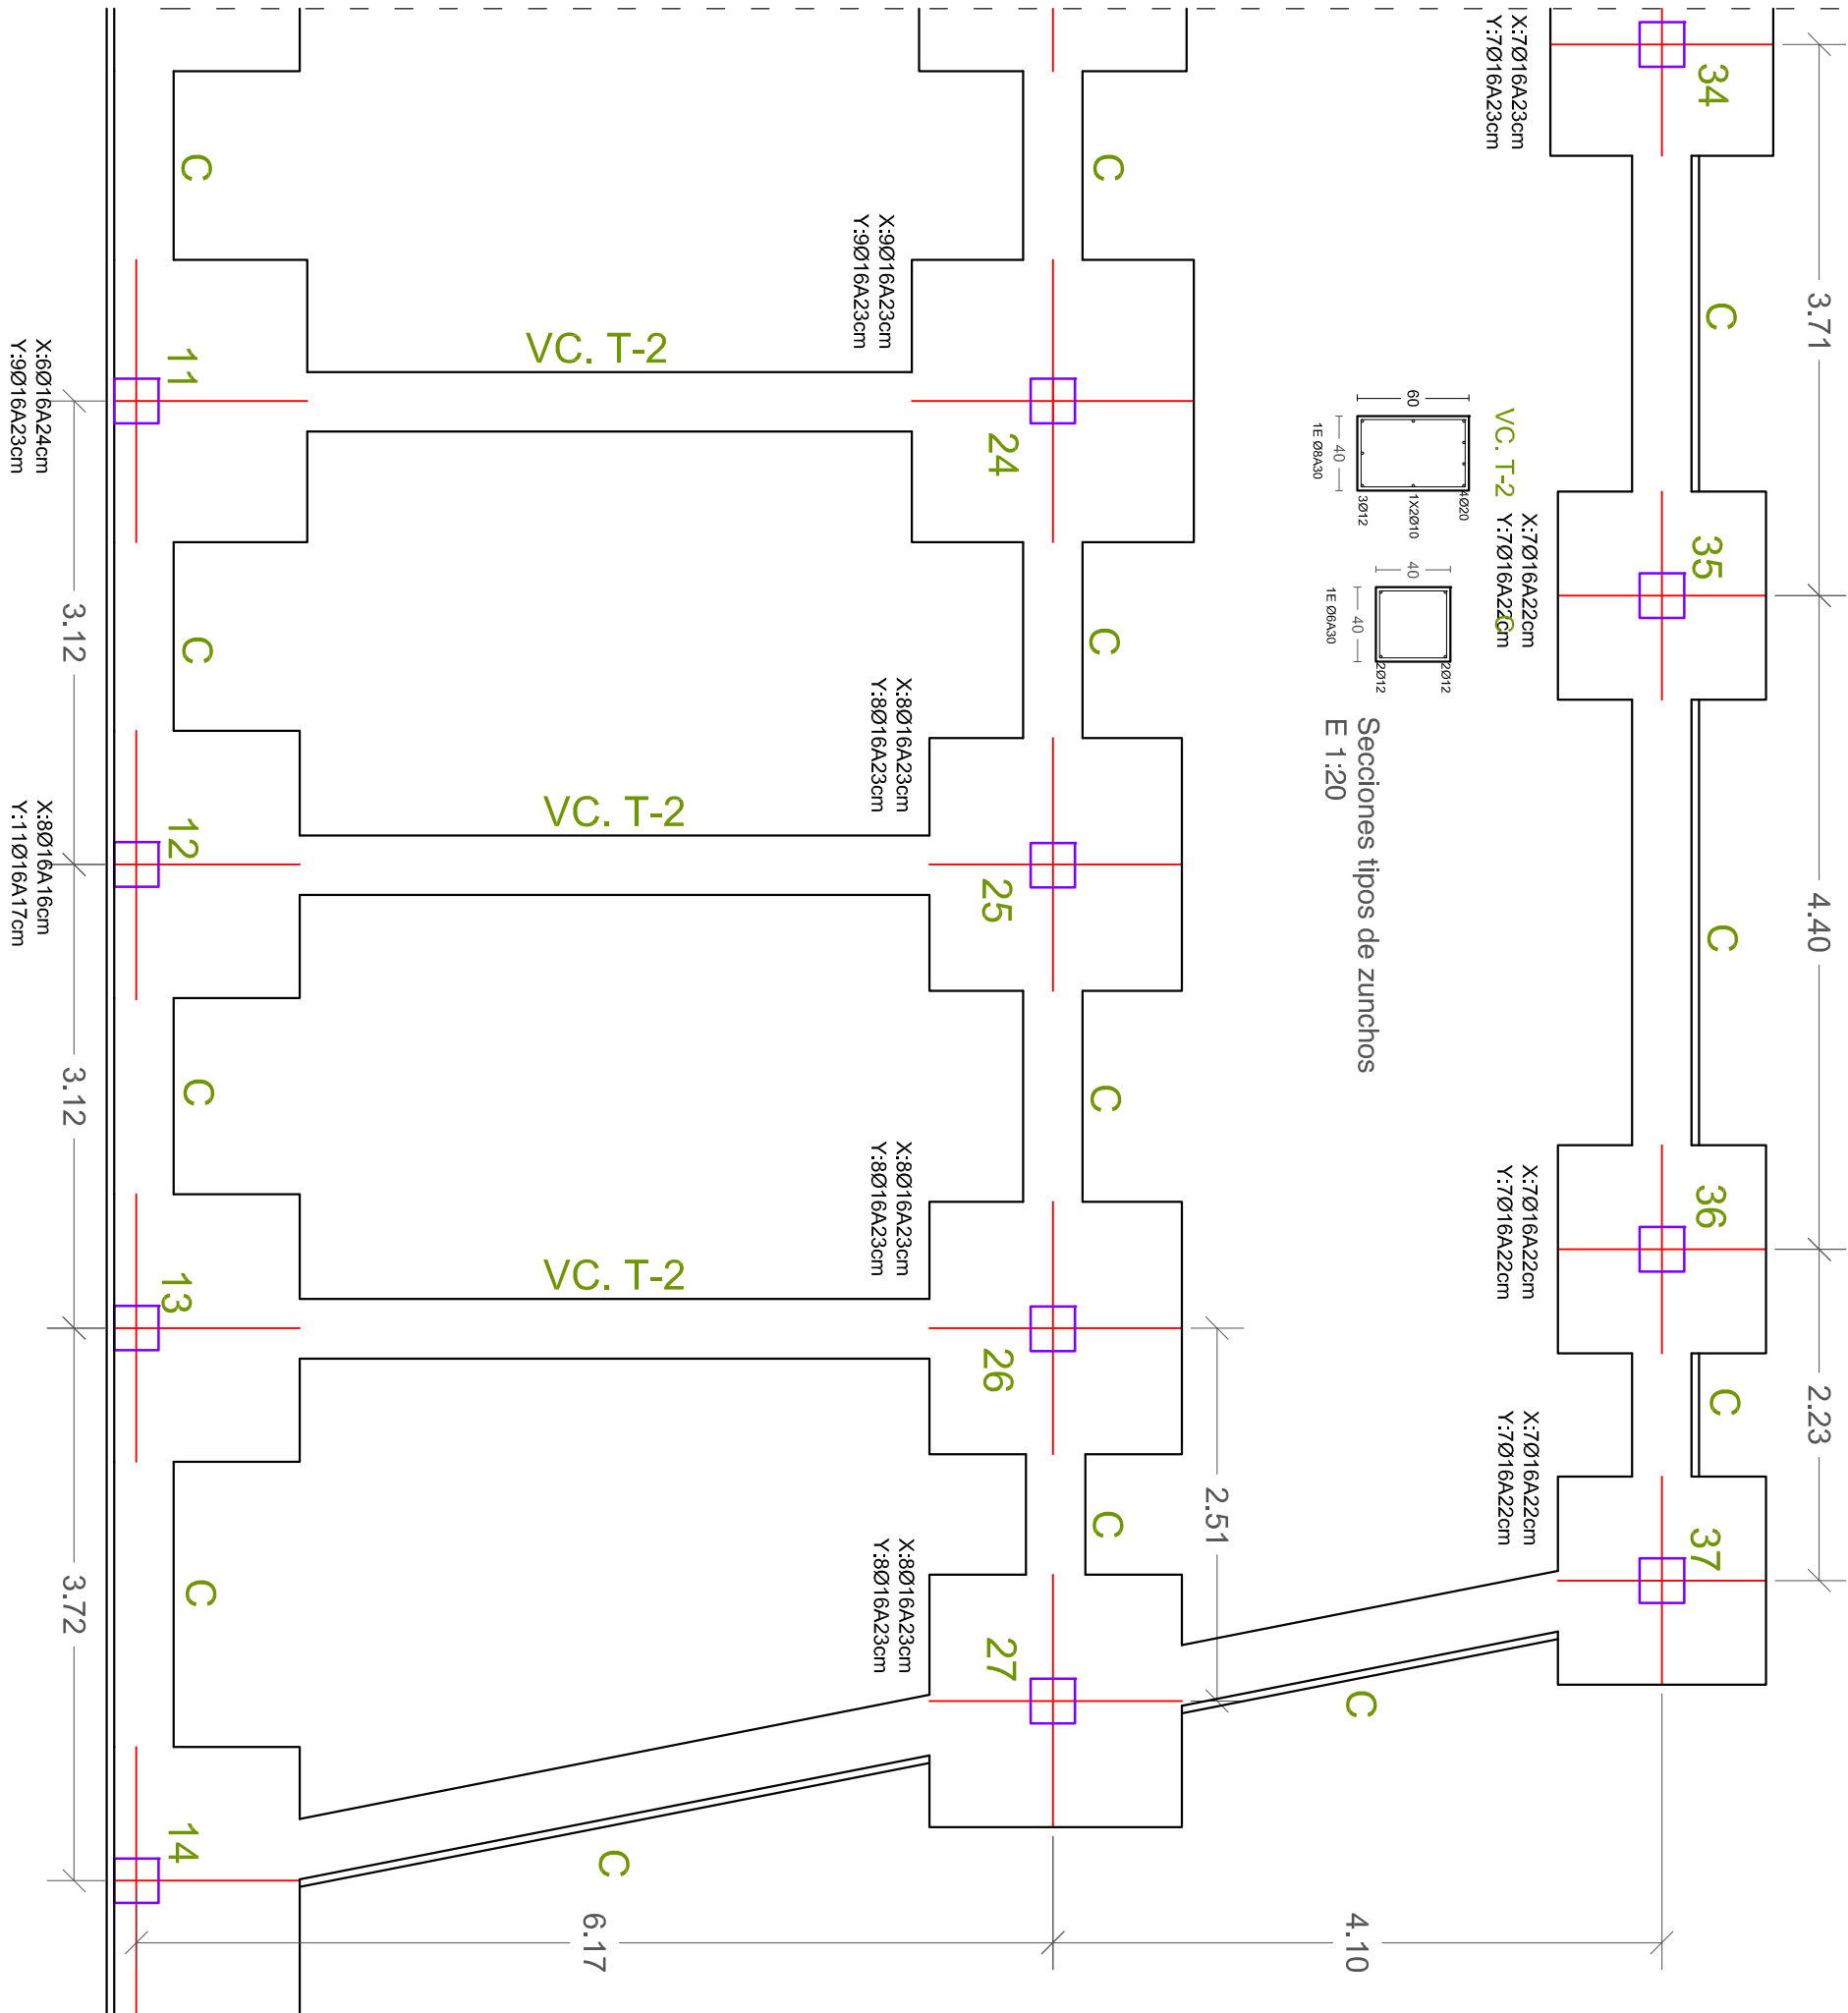 34
X:7Ø16A23cm
Y:7Ø16A23cm
3.71
C
C
C
X:9Ø16A23cm
Y:9Ø16A23cm
VC. T-2
11
X:6Ø16A24cm
Y:9Ø16A23cm
24
VC. T-2
60
40
1E Ø8A30
4Ø20
1X2Ø10
3Ø12
C
40
40
1E Ø6A30
2Ø12
2Ø12
Secciones tipos de zunchos
E 1:20
35
X:7Ø16A22cm
Y:7Ø16A22cm
4.40
C
C
C
3.12
X:8Ø16A23cm
Y:8Ø16A23cm
VC. T-2
12
X:8Ø16A16cm
Y:11Ø16A17cm
25
C
C
3.12
36
X:7Ø16A22cm
Y:7Ø16A22cm
X:8Ø16A23cm
Y:8Ø16A23cm
VC. T-2
13
26
C
2.23
X:7Ø16A22cm
Y:7Ø16A22cm
37
2.51
C
C
3.72
X:8Ø16A23cm
Y:8Ø16A23cm
27
C
C
14
6.17
4.10